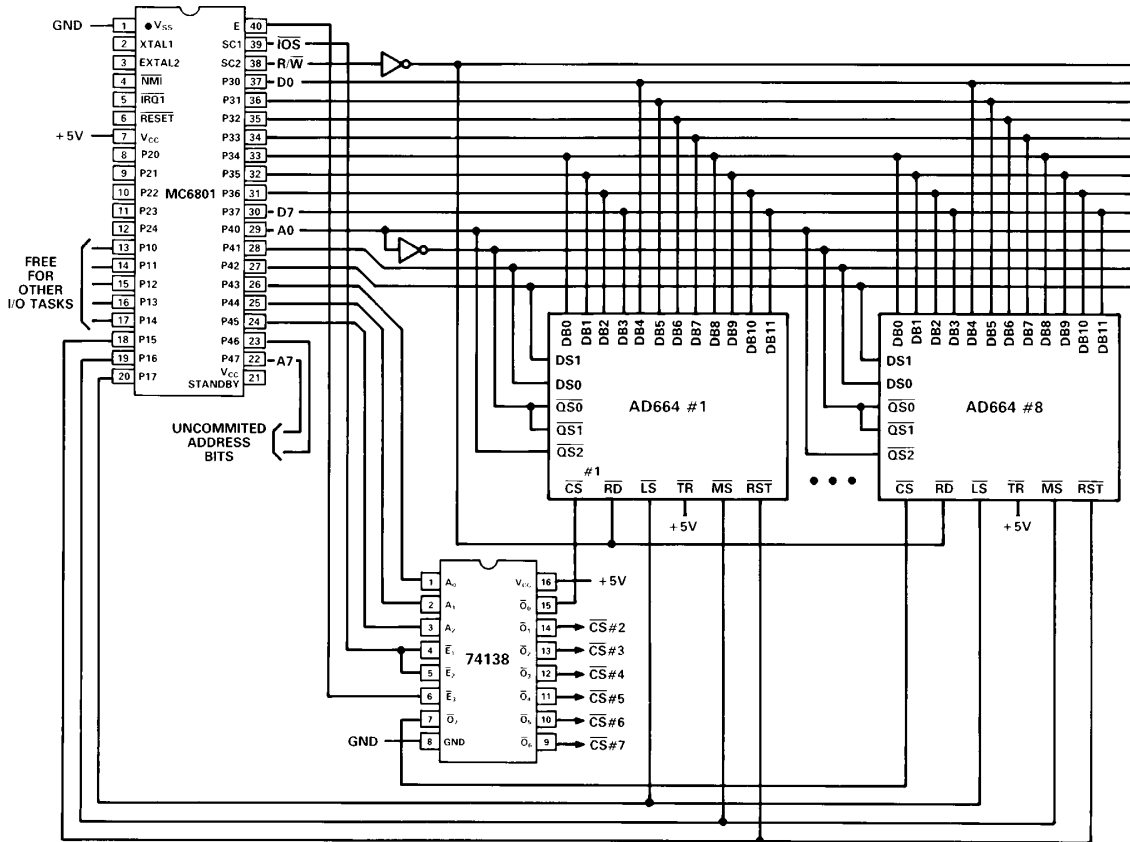 GND
1 ● VSS E 40
2 XTAL1 SC1 39 IOS
3 EXTAL2 SC2 38 R/W
4 NMI P30 37 D0
5 IRQ1 P31 36
6 RESET P32 35
+5V 7 VCC P33 34
8 P20 P34 33
9 P21 P35 32
10 P22 MC6801 P36 31
11 P23 P37 30 D7
12 P24 P40 29 A0
13 P10 P41 28
14 P11 P42 27
15 P12 P43 26
16 P13 P44 25
17 P14 P45 24
18 P15 P46 23
19 P16 P47 22 A7
20 P17 VCC STANDBY 21
FREE
FOR
OTHER
I/O TASKS
UNCOMMITED
ADDRESS
BITS
DB0 DB1 DB2 DB3 DB4 DB5 DB6 DB7 DB8 DB9 DB10 DB11
DS1
DS0
QS0
QS1
QS2
AD664 #1
#1
CS RD LS TR MS RST
+5V
DB0 DB1 DB2 DB3 DB4 DB5 DB6 DB7 DB8 DB9 DB10 DB11
DS1
DS0
QS0
QS1
QS2
AD664 #8
CS RD LS TR MS RST
+5V
1 A0 VCC 16 +5V
2 A1 O0 15
3 A2 O1 14 CS#2
4 E1 O2 13 CS#3
5 E2 O3 12 CS#4
74138
6 E3 O4 11 CS#5
7 O7 O5 10 CS#6
GND 8 GND O6 9 CS#7